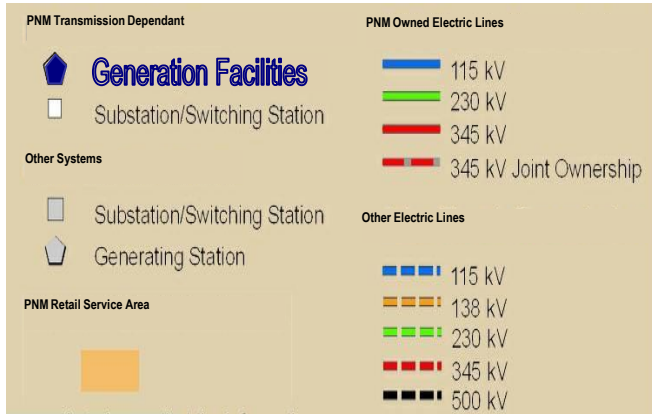 PNM Transmission Dependant
Generation Facilities
Substation/Switching Station
Other Systems
Substation/Switching Station
Generating Station
PNM Retail Service Area
PNM Owned Electric Lines
115 kV
230 kV
345 kV
345 kV Joint Ownership
Other Electric Lines
115 kV
138 kV
230 kV
345 kV
500 kV